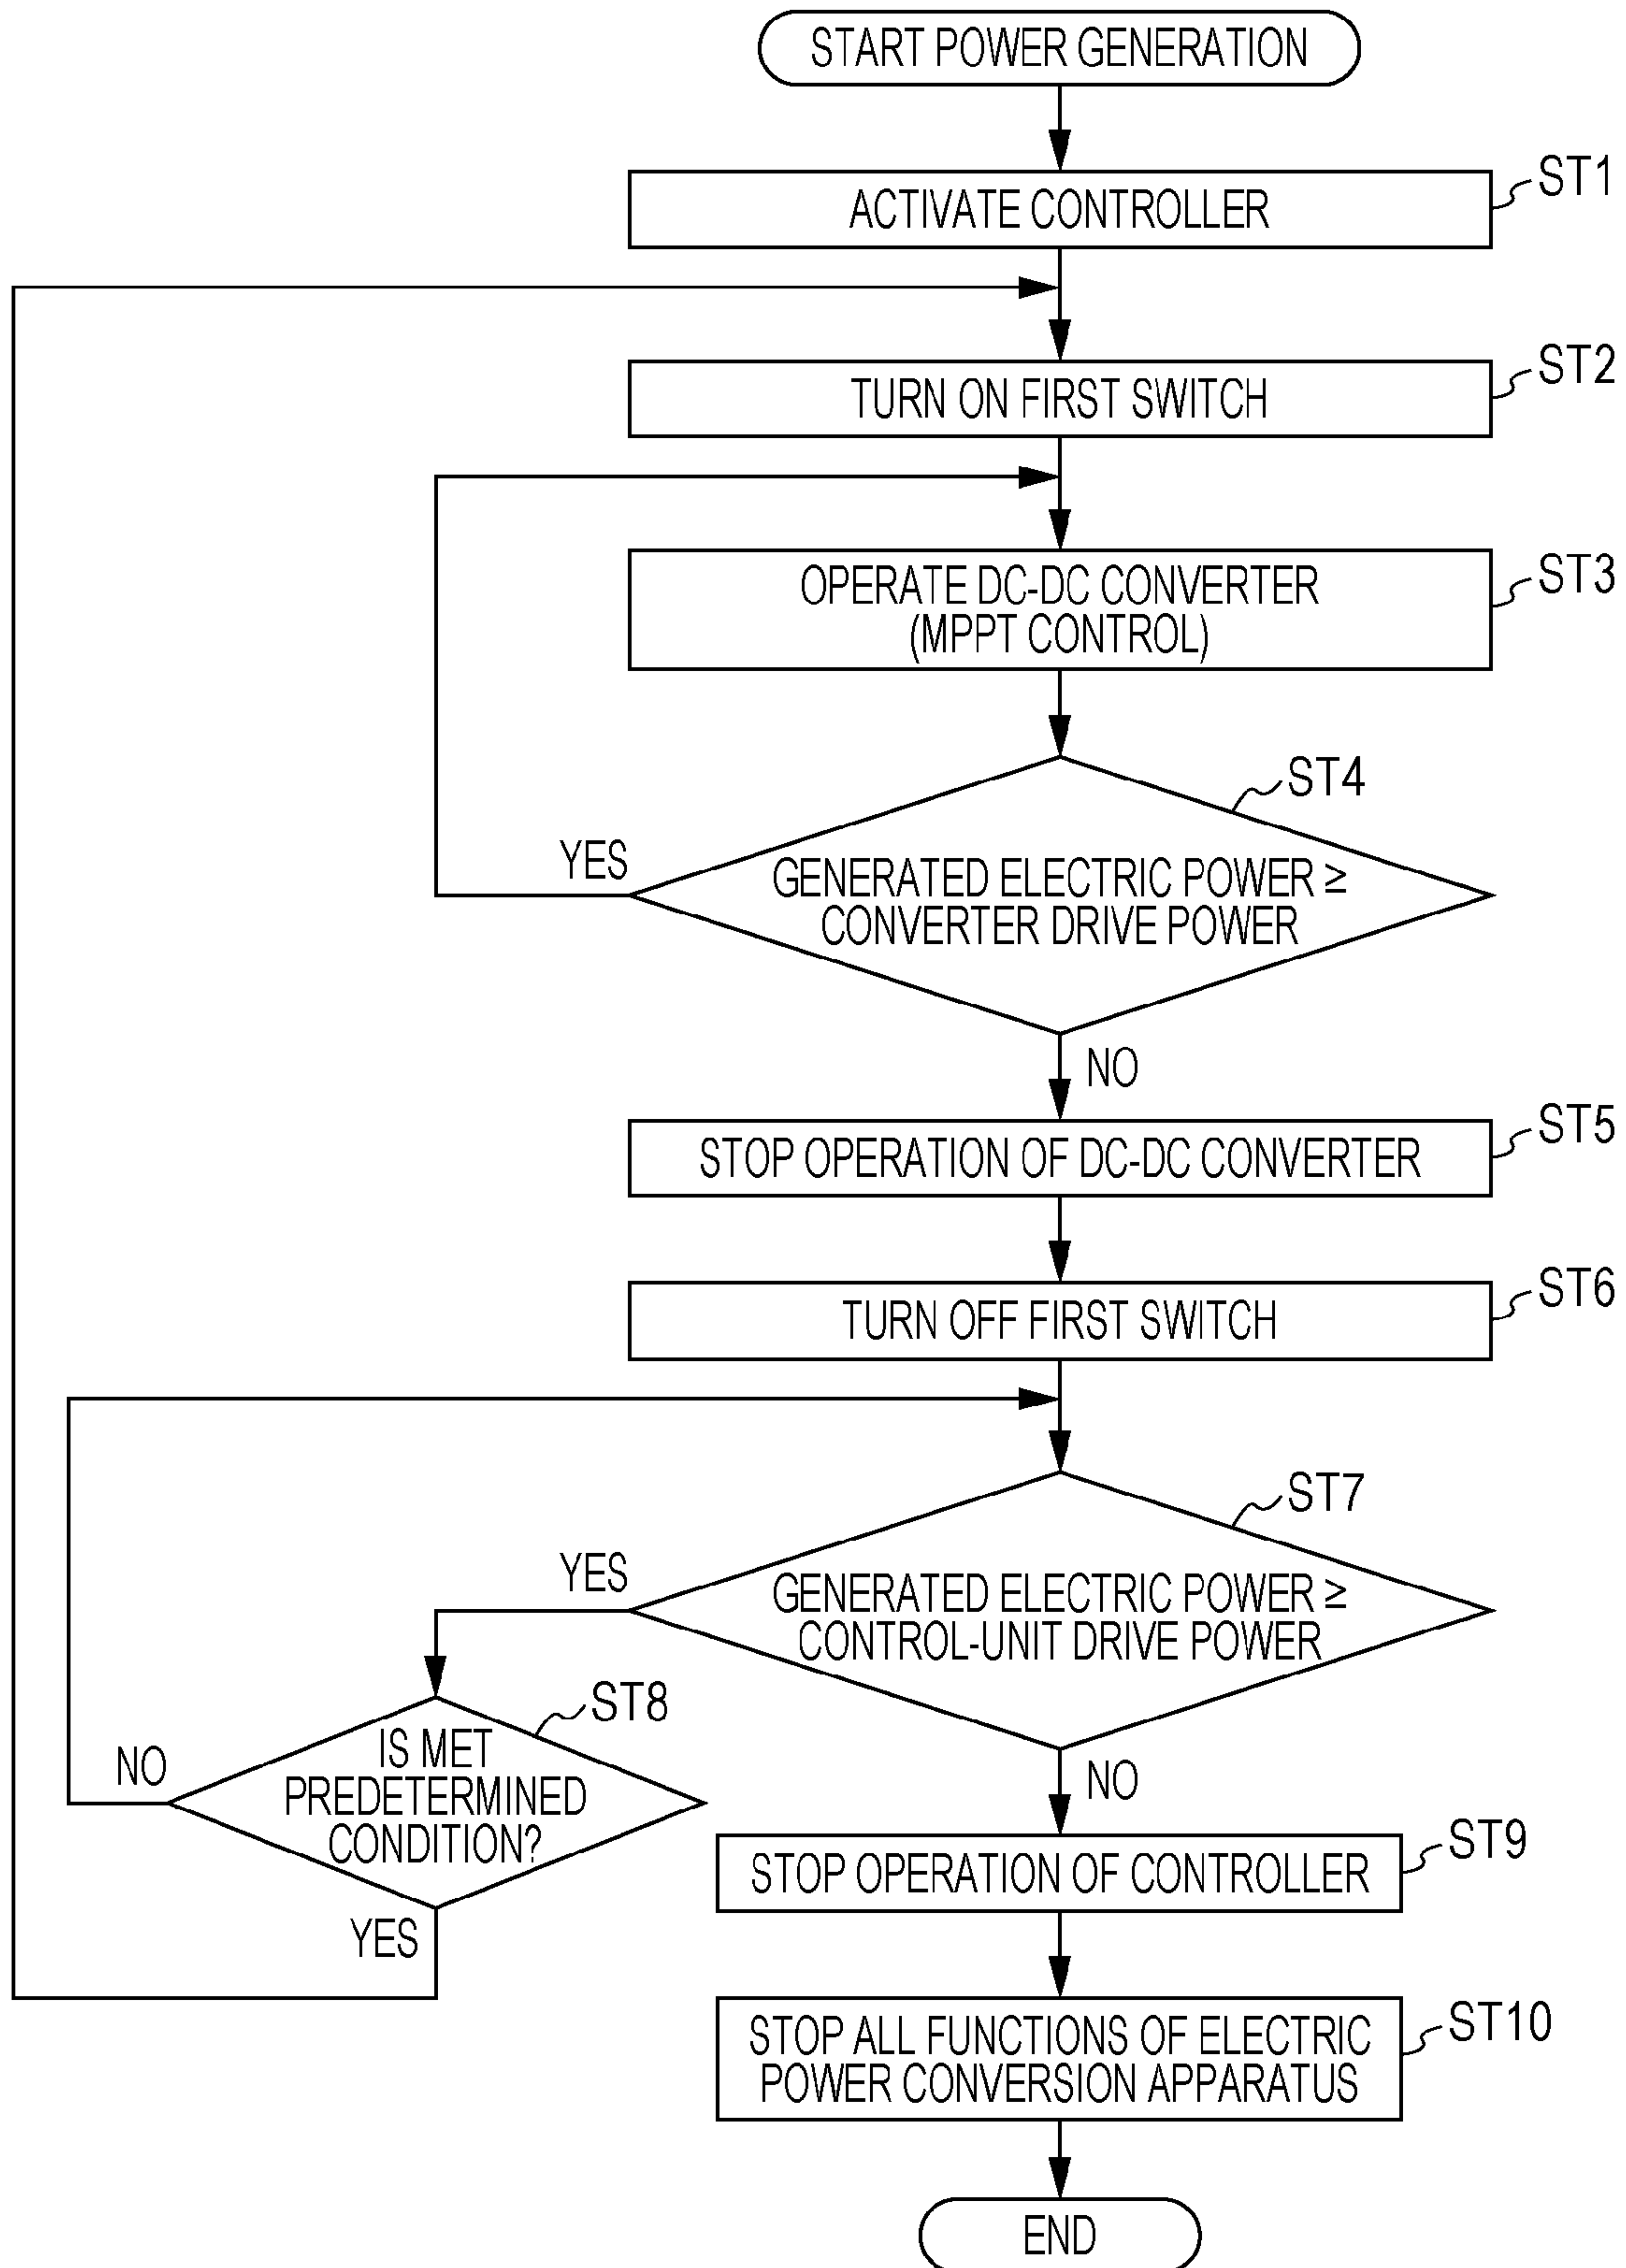 START POWER GENERATION
ACTIVATE CONTROLLER
ST1
TURN ON FIRST SWITCH
ST2
OPERATE DC-DC CONVERTER
(MPPT CONTROL)
ST3
ST4
YES
GENERATED ELECTRIC POWER ≥
CONVERTER DRIVE POWER
NO
STOP OPERATION OF DC-DC CONVERTER
ST5
TURN OFF FIRST SWITCH
ST6
ST7
YES
GENERATED ELECTRIC POWER ≥
CONTROL-UNIT DRIVE POWER
ST8
NO
IS MET
PREDETERMINED
CONDITION?
YES
NO
STOP OPERATION OF CONTROLLER
ST9
STOP ALL FUNCTIONS OF ELECTRIC
POWER CONVERSION APPARATUS
ST10
END